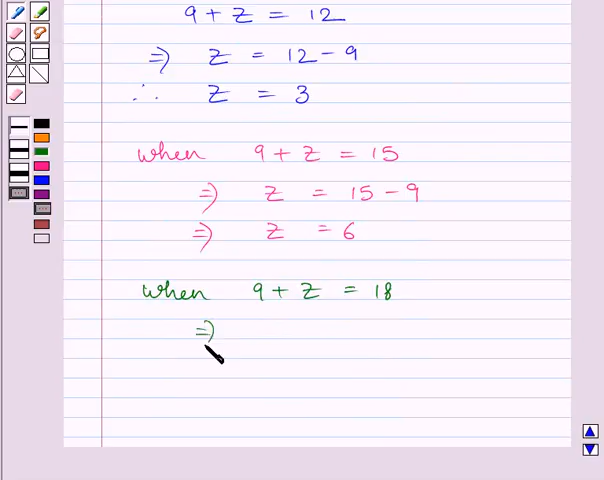 9 + z = 12
⇒ z = 12 - 9
∴ z = 3
when 9 + z = 15
⇒ z = 15 - 9
⇒ z = 6
when 9 + z = 18
⇒